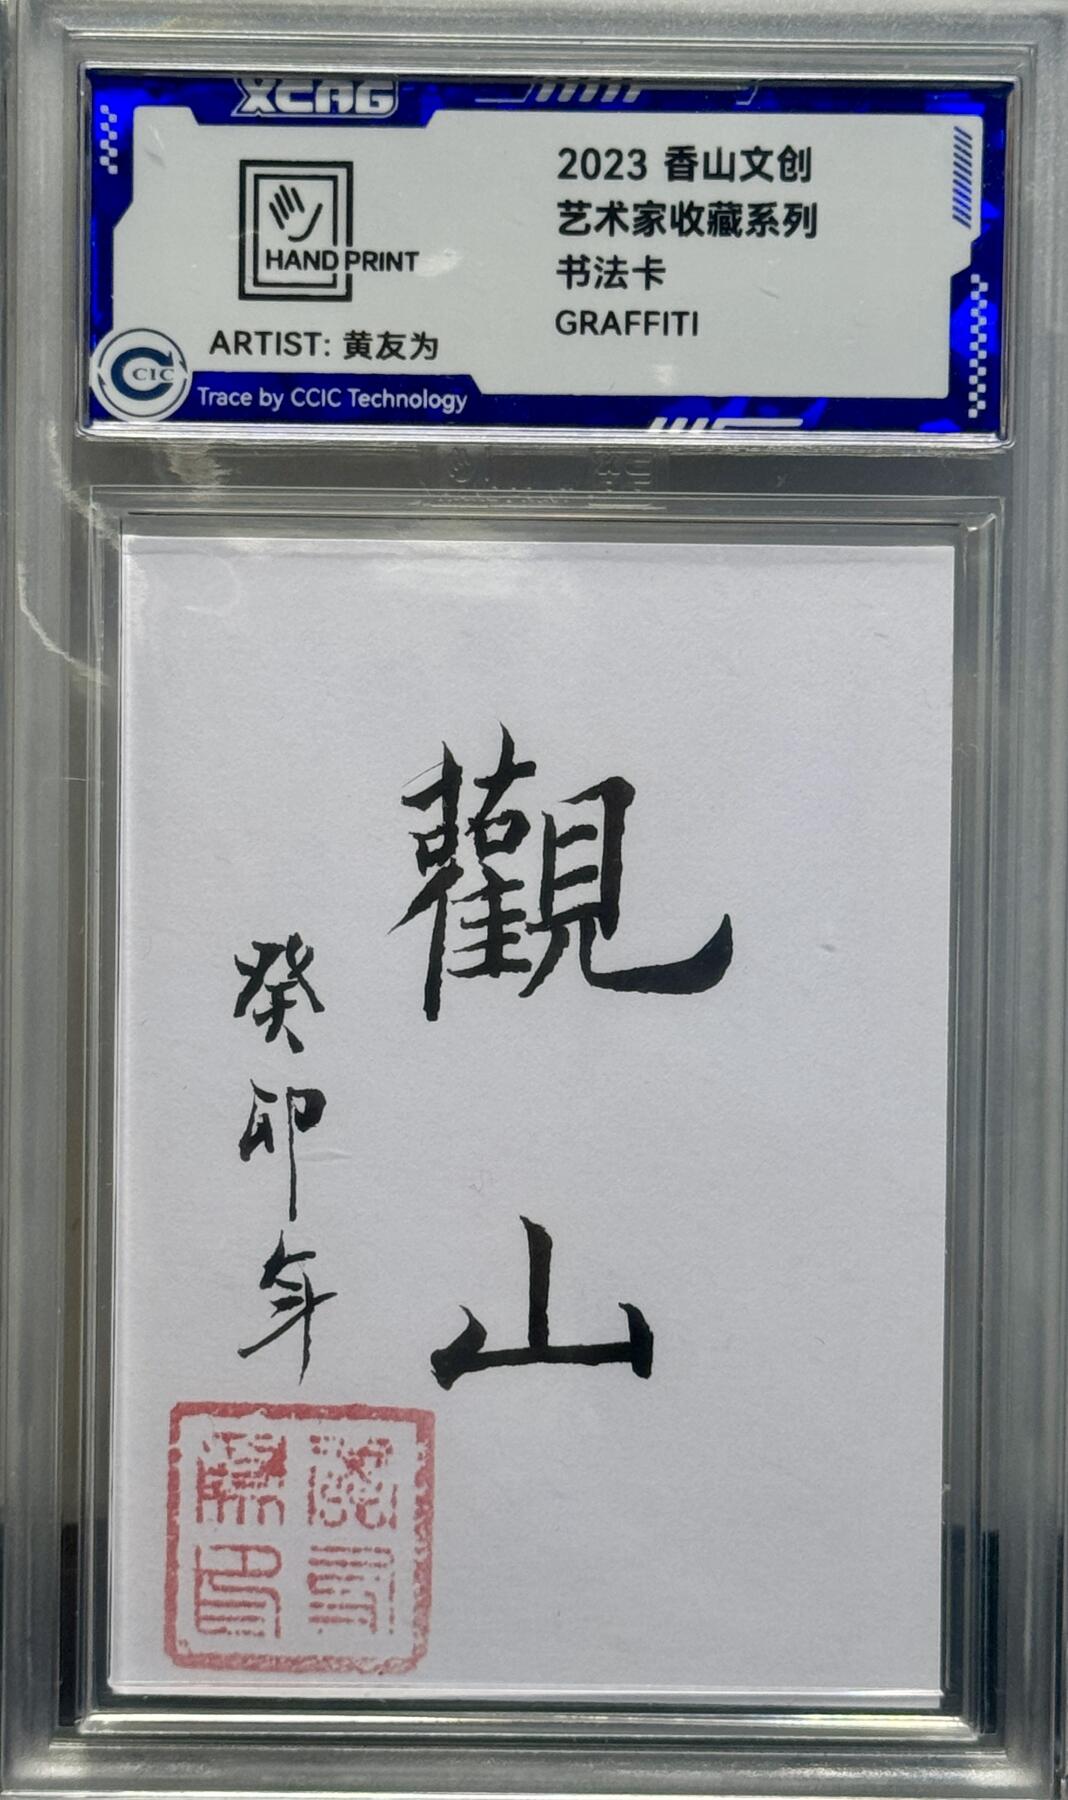 XCAG
HAND PRINT
ARTIST: 黄友为
CCIC
Trace by CCIC Technology
2023 香山文创
艺术家收藏系列
书法卡
GRAFFITI
觀山
癸卯年